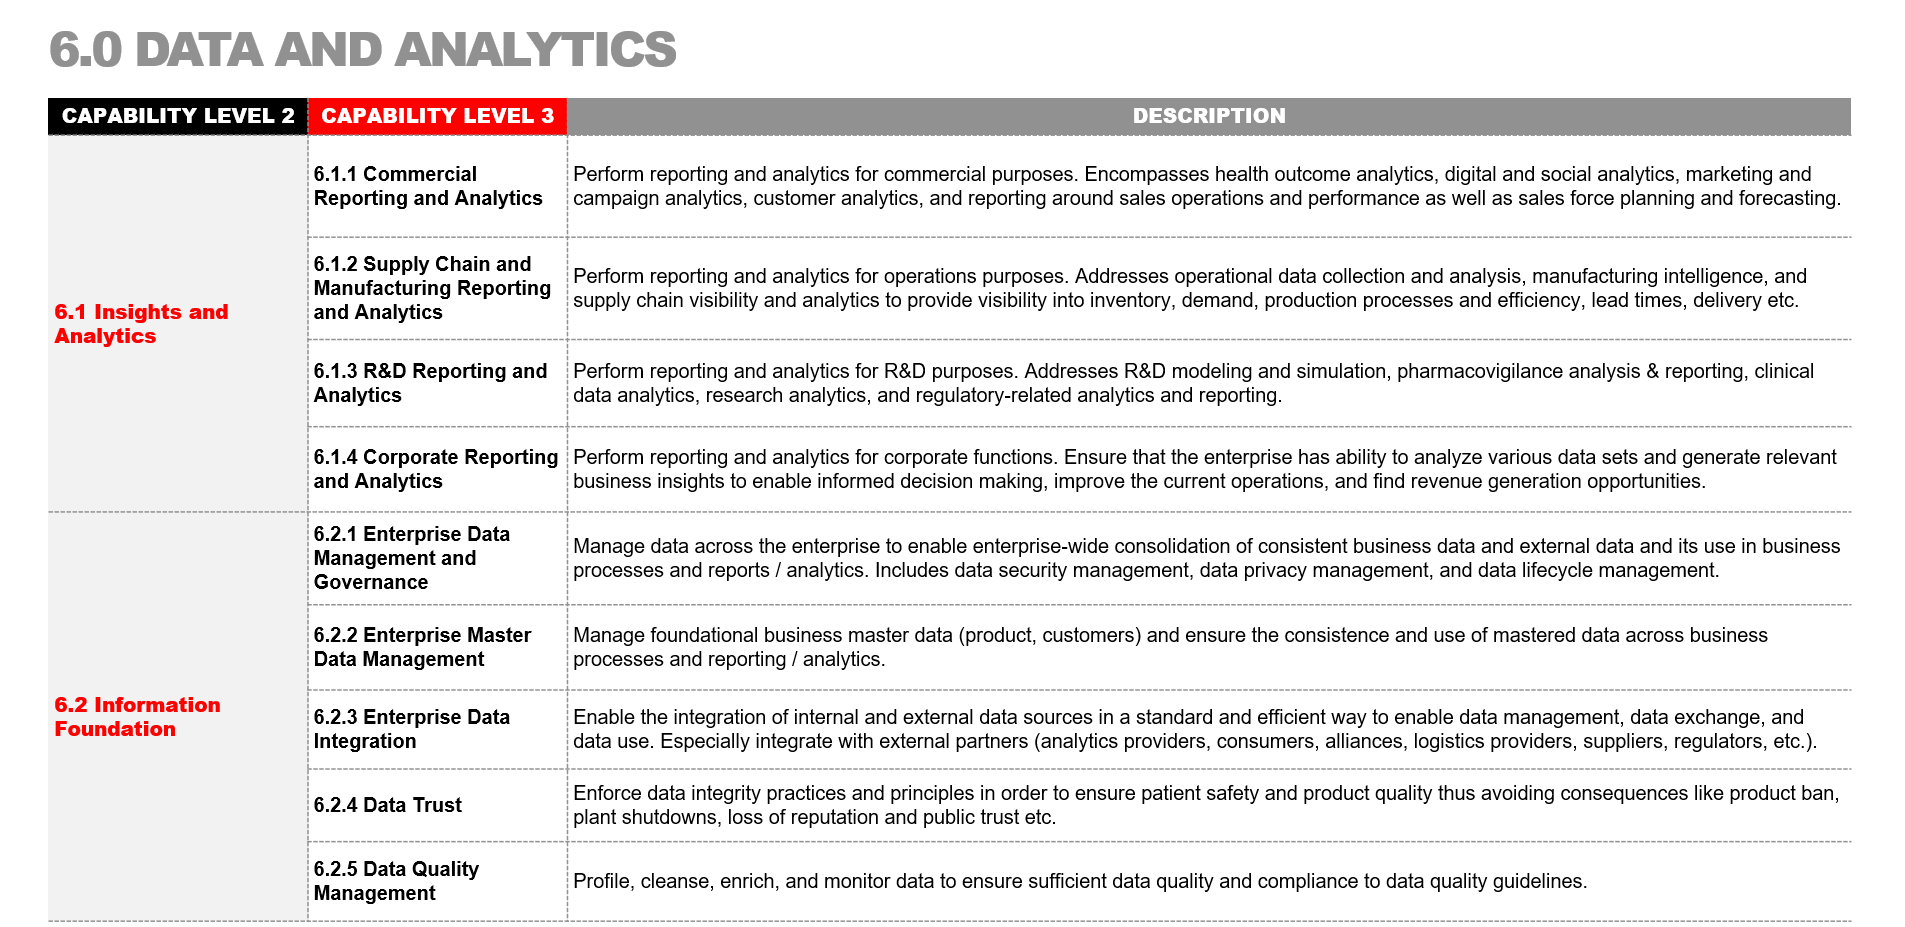 6.0 DATA AND ANALYTICS
CAPABILITY LEVEL 2
CAPABILITY LEVEL 3
DESCRIPTION
6.1 Insights and
Analytics
6.1.1 Commercial
Reporting and Analytics
Perform reporting and analytics for commercial purposes. Encompasses health outcome analytics, digital and social analytics, marketing and
campaign analytics, customer analytics, and reporting around sales operations and performance as well as sales force planning and forecasting.
6.1.2 Supply Chain and
Manufacturing Reporting
and Analytics
Perform reporting and analytics for operations purposes. Addresses operational data collection and analysis, manufacturing intelligence, and
supply chain visibility and analytics to provide visibility into inventory, demand, production processes and efficiency, lead times, delivery etc.
6.1.3 R&D Reporting and
Analytics
Perform reporting and analytics for R&D purposes. Addresses R&D modeling and simulation, pharmacovigilance analysis & reporting, clinical
data analytics, research analytics, and regulatory-related analytics and reporting.
6.1.4 Corporate Reporting
and Analytics
Perform reporting and analytics for corporate functions. Ensure that the enterprise has ability to analyze various data sets and generate relevant
business insights to enable informed decision making, improve the current operations, and find revenue generation opportunities.
6.2 Information
Foundation
6.2.1 Enterprise Data
Management and
Governance
Manage data across the enterprise to enable enterprise-wide consolidation of consistent business data and external data and its use in business
processes and reports / analytics. Includes data security management, data privacy management, and data lifecycle management.
6.2.2 Enterprise Master
Data Management
Manage foundational business master data (product, customers) and ensure the consistence and use of mastered data across business
processes and reporting / analytics.
6.2.3 Enterprise Data
Integration
Enable the integration of internal and external data sources in a standard and efficient way to enable data management, data exchange, and
data use. Especially integrate with external partners (analytics providers, consumers, alliances, logistics providers, suppliers, regulators, etc.).
6.2.4 Data Trust
Enforce data integrity practices and principles in order to ensure patient safety and product quality thus avoiding consequences like product ban,
plant shutdowns, loss of reputation and public trust etc.
6.2.5 Data Quality
Management
Profile, cleanse, enrich, and monitor data to ensure sufficient data quality and compliance to data quality guidelines.